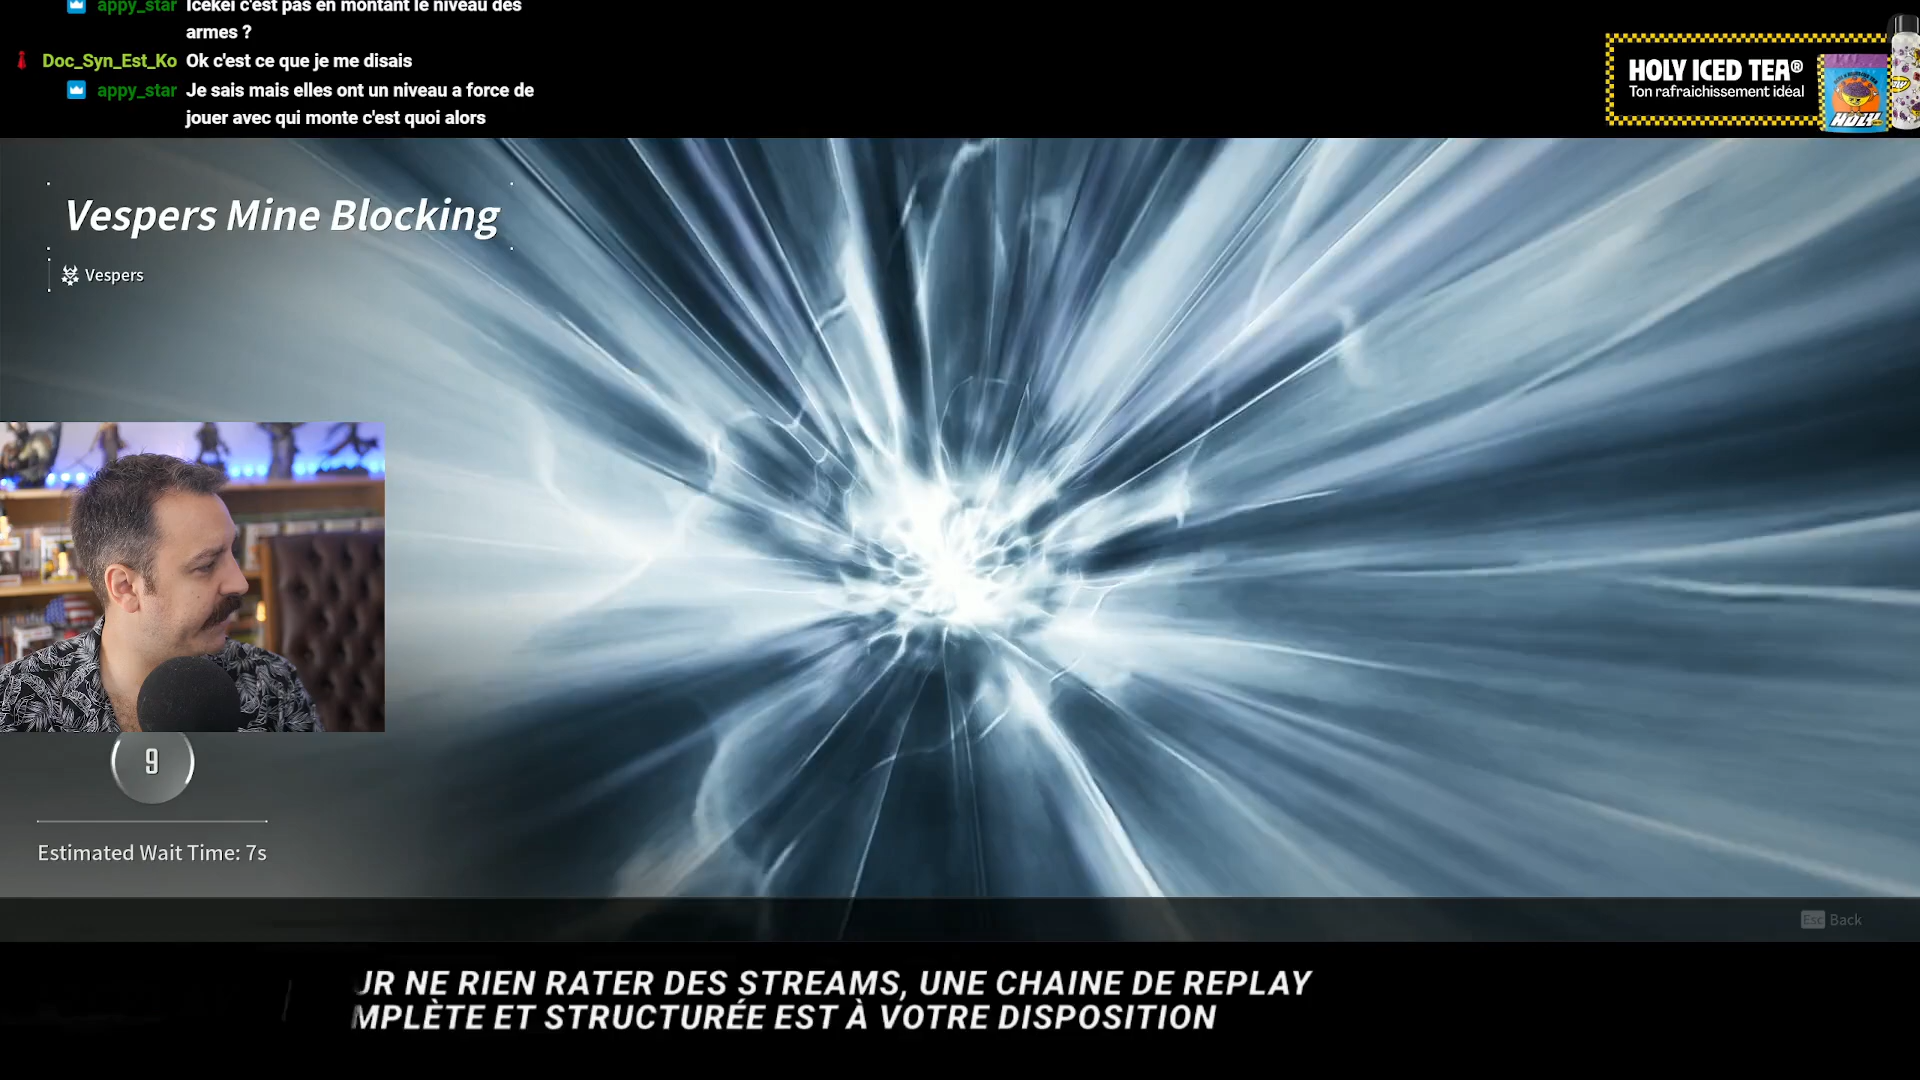 appy_star Icekei c'est pas en montant le niveau des
armes ?
Doc_Syn_Est_Ko Ok c'est ce que je me disais
appy_star Je sais mais elles ont un niveau a force de
jouer avec qui monte c'est quoi alors
HOLY ICED TEA®
Ton rafraichissement idéal
HOLY
Vespers Mine Blocking
Vespers
9
Estimated Wait Time: 7s
Esc Back
UR NE RIEN RATER DES STREAMS, UNE CHAINE DE REPLAY
MPLÈTE ET STRUCTURÉE EST À VOTRE DISPOSITION